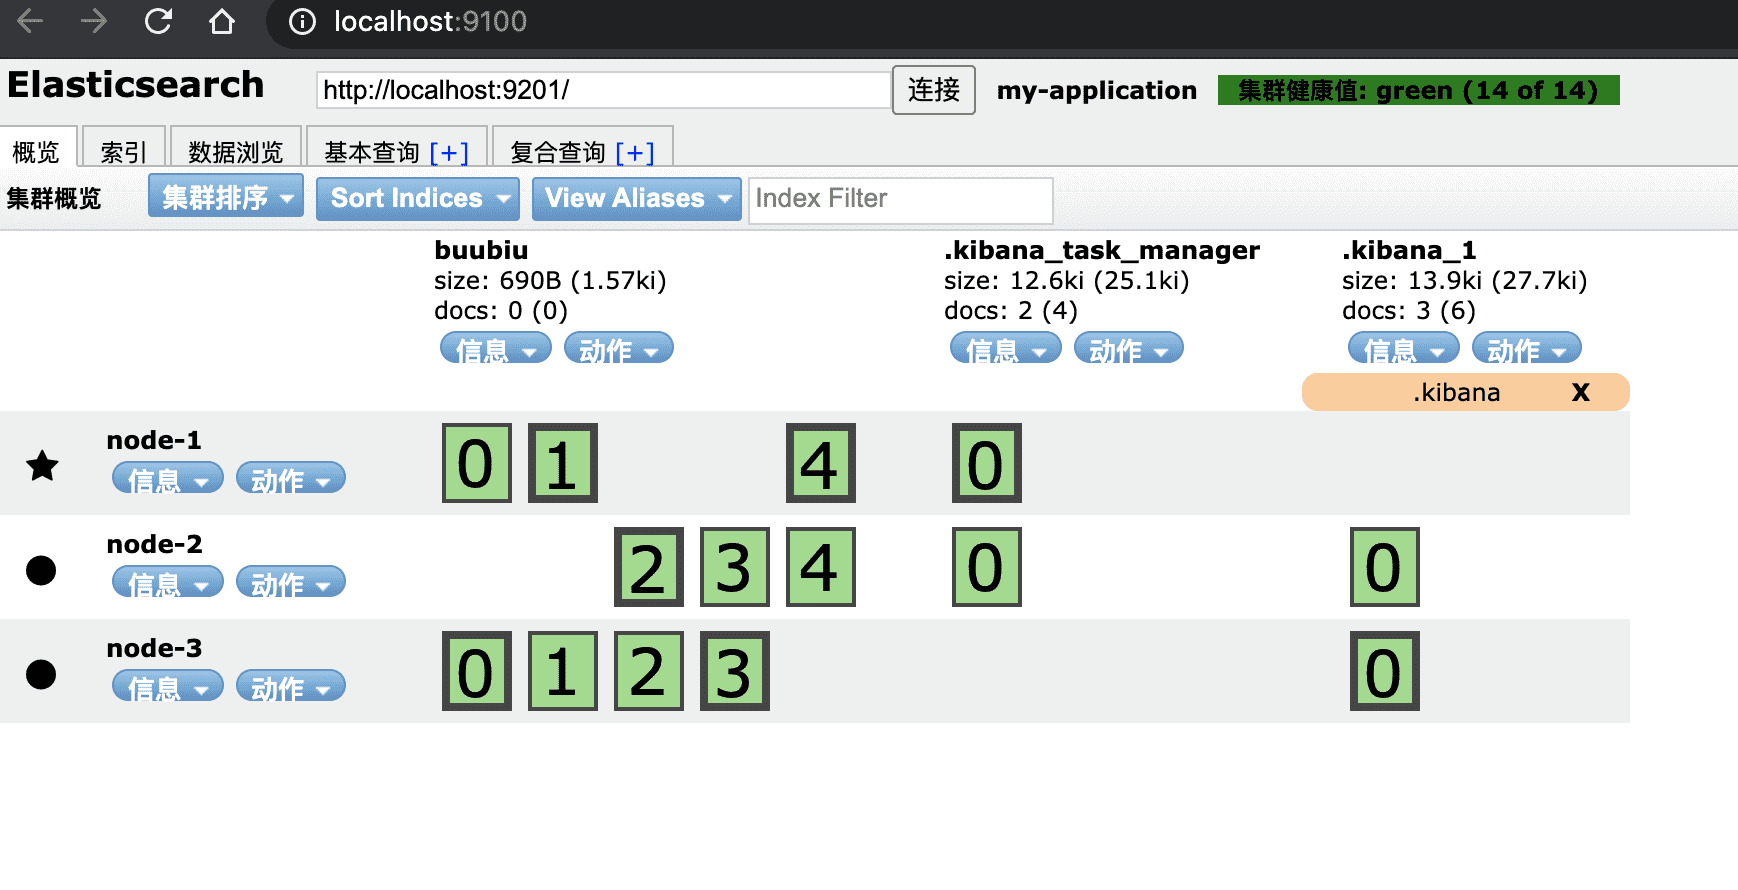 localhost:9100
Elasticsearch http://localhost:9201/ 连接 my-application 集群健康值: green (14 of 14)
概览 索引 数据浏览 基本查询 [+] 复合查询 [+]
集群概览 集群排序 Sort Indices View Aliases Index Filter
buubiu .kibana_task_manager .kibana_1
size: 690B (1.57ki) size: 12.6ki (25.1ki) size: 13.9ki (27.7ki)
docs: 0 (0) docs: 2 (4) docs: 3 (6)
信息 动作 信息 动作 信息 动作
.kibana X
node-1 0 1 4 0
信息 动作
node-2 2 3 4 0 0
信息 动作
node-3 0 1 2 3 0
信息 动作